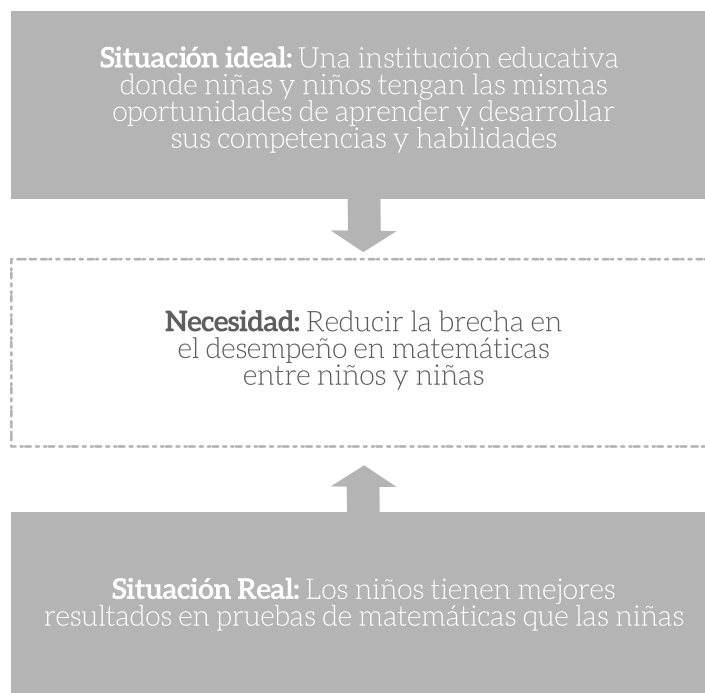 Situación ideal: Una institución educativa
donde niñas y niños tengan las mismas
oportunidades de aprender y desarrollar
sus competencias y habilidades
Necesidad: Reducir la brecha en
el desempeño en matemáticas
entre niños y niñas
Situación Real: Los niños tienen mejores
resultados en pruebas de matemáticas que las niñas